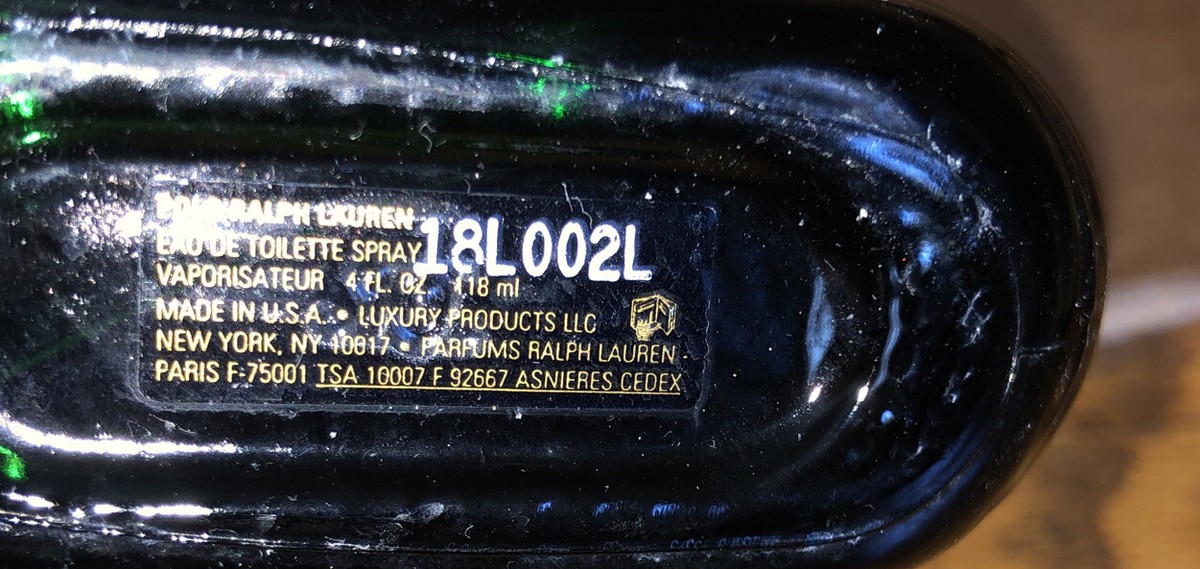 POLO RALPH LAUREN
EAU DE TOILETTE SPRAY 18L002L
VAPORISATEUR 4 FL. OZ. 118 ml
MADE IN U.S.A. • LUXURY PRODUCTS LLC
NEW YORK, NY 10017 • PARFUMS RALPH LAUREN -
PARIS F-75001 TSA 10007 F 92667 ASNIERES CEDEX